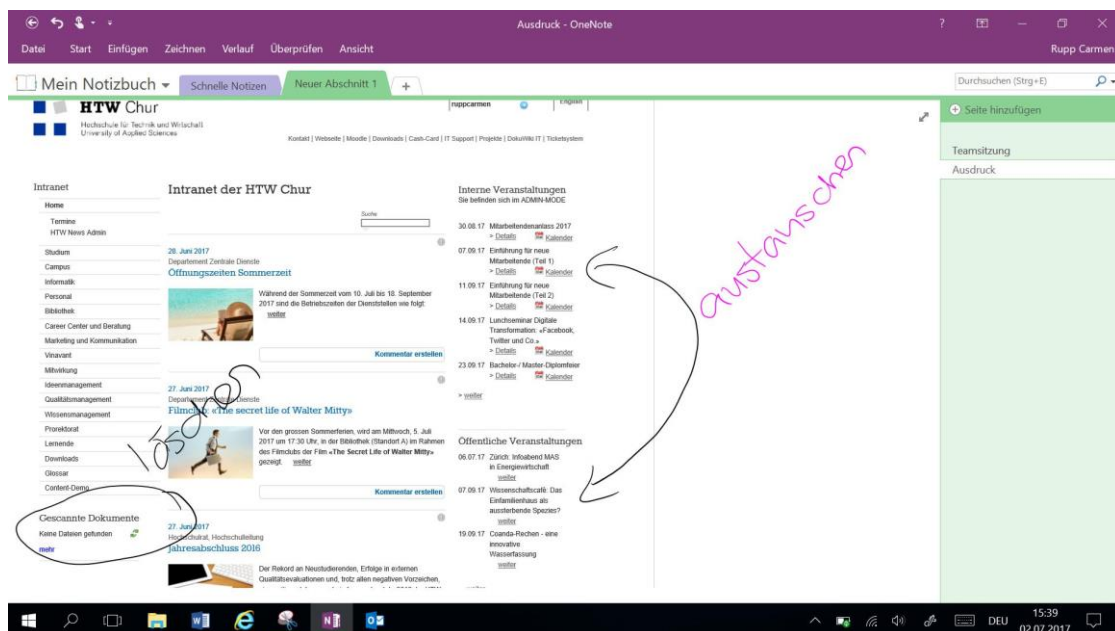 Ausdruck - OneNote
Datei Start Einfügen Zeichnen Verlauf Überprüfen Ansicht
Rupp Carmen
Mein Notizbuch
Schnelle Notizen
Neuer Abschnitt 1
Durchsuchen (Strg+E)
Seite hinzufügen
Teamsitzung
Ausdruck
HTW Chur
Hochschule für Technik und Wirtschaft
University of Applied Sciences
ruppcarmen
English
Kontakt | Webseite | Moodle | Downloads | Cash-Card | IT Support | Projekte | DokuWiki IT | Ticketsystem
Intranet
Home
Termine
HTW News Admin
Studium
Campus
Informatik
Personal
Bibliothek
Career Center und Beratung
Marketing und Kommunikation
Vinavant
Mitwirkung
Ideenmanagement
Qualitätsmanagement
Wissensmanagement
Prorektorat
Lernende
Downloads
Glossar
Content-Demo
Gescannte Dokumente
Keine Dateien gefunden
mehr
löschen
Intranet der HTW Chur
Suche
28. Juni 2017
Departement Zentrale Dienste
Öffnungszeiten Sommerzeit
Während der Sommerzeit vom 10. Juli bis 18. September
2017 sind die Betriebszeiten der Dienststellen wie folgt:
weiter
Kommentar erstellen
27. Juni 2017
Departement Zentrale Dienste
Filmclub: «The secret life of Walter Mitty»
Vor den grossen Sommerferien, wird am Mittwoch, 5. Juli
2017 um 17:30 Uhr, in der Bibliothek (Standort A) im Rahmen
des Filmclubs der Film «The Secret Life of Walter Mitty»
gezeigt. weiter
Kommentar erstellen
27. Juni 2017
Hochschulrat, Hochschulleitung
Jahresabschluss 2016
Der Rekord an Neustudierenden, Erfolge in externen
Qualitätsevaluationen und, trotz allen negativen Vorzeichen,
Interne Veranstaltungen
Sie befinden sich im ADMIN-MODE
30.08.17 Mitarbeitendenanlass 2017
> Details Kalender
07.09.17 Einführung für neue
Mitarbeitende (Teil 1)
> Details Kalender
11.09.17 Einführung für neue
Mitarbeitende (Teil 2)
> Details Kalender
14.09.17 Lunchseminar Digitale
Transformation: «Facebook,
Twitter und Co.»
> Details Kalender
23.09.17 Bachelor-/ Master-Diplomfeier
> Details Kalender
> weiter
Öffentliche Veranstaltungen
06.07.17 Zürich: Infoabend MAS
in Energiewirtschaft
weiter
07.09.17 Wissenschaftscafé: Das
Einfamilienhaus als
aussterbende Spezies?
weiter
19.09.17 Coanda-Rechen - eine
innovative
Wasserfassung
weiter
austauschen
DEU
15:39
02.07.2017